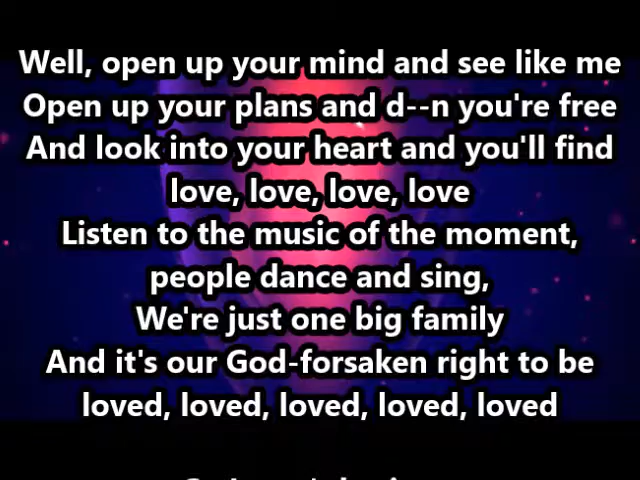 Well, open up your mind and see like me
Open up your plans and d--n you're free
And look into your heart and you'll find
love, love, love, love
Listen to the music of the moment,
people dance and sing,
We're just one big family
And it's our God-forsaken right to be
loved, loved, loved, loved, loved